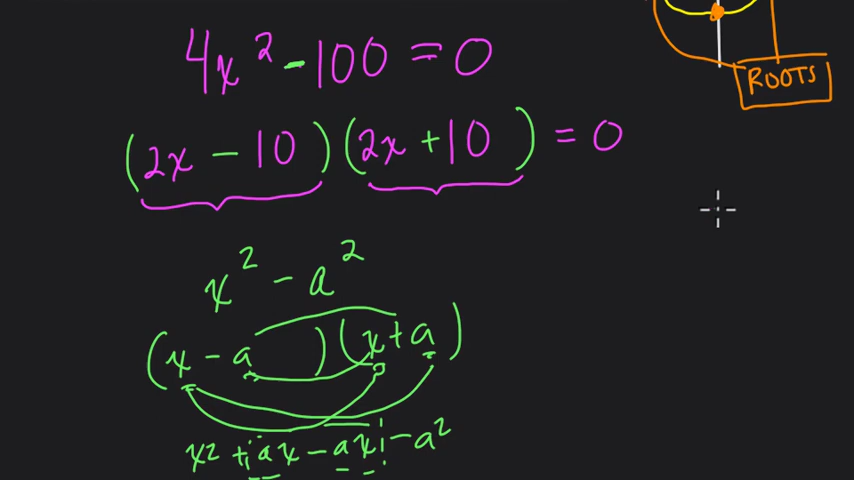 4x² - 100 = 0
ROOTS
(2x - 10)(2x + 10) = 0
x² - a²
(x - a)(x + a)
x² + ax - ax - a²